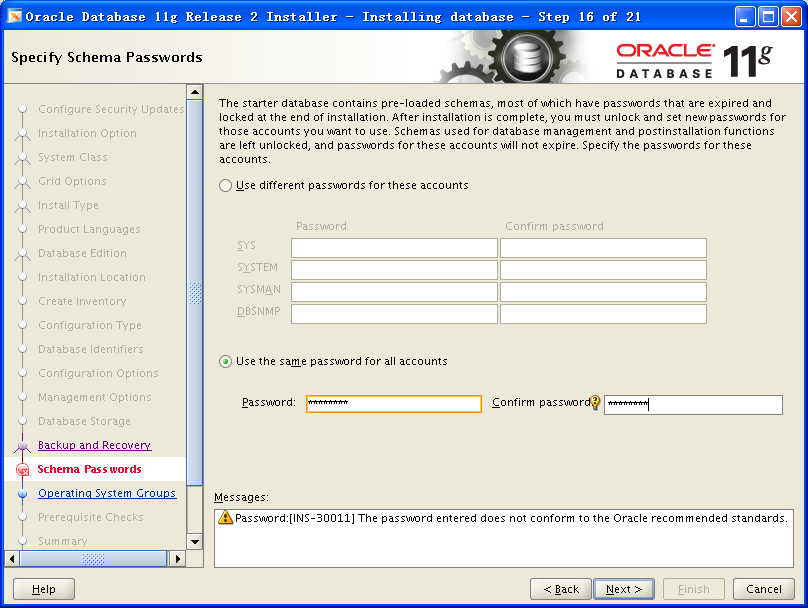 Oracle Database 11g Release 2 Installer - Installing database - Step 16 of 21
Specify Schema Passwords
ORACLE
DATABASE 11g
Configure Security Updates
Installation Option
System Class
Grid Options
Install Type
Product Languages
Database Edition
Installation Location
Create Inventory
Configuration Type
Database Identifiers
Configuration Options
Management Options
Database Storage
Backup and Recovery
Schema Passwords
Operating System Groups
Prerequisite Checks
Summary
The starter database contains pre-loaded schemas, most of which have passwords that are expired and
locked at the end of installation. After installation is complete, you must unlock and set new passwords for
those accounts you want to use. Schemas used for database management and postinstallation functions
are left unlocked, and passwords for these accounts will not expire. Specify the passwords for these
accounts.
Use different passwords for these accounts
Password Confirm password
SYS
SYSTEM
SYSMAN
DBSNMP
Use the same password for all accounts
Password: ******** Confirm password ********
Messages:
Password:[INS-30011] The password entered does not conform to the Oracle recommended standards.
Help < Back Next > Finish Cancel